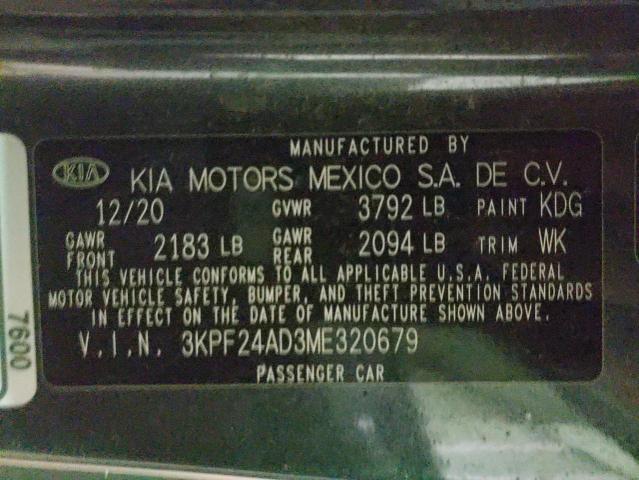 MANUFACTURED BY
KIA KIA MOTORS MEXICO S.A. DE C.V.
12/20 GVWR 3792 LB PAINT KDG
GAWR FRONT 2183 LB GAWR REAR 2094 LB TRIM WK
THIS VEHICLE CONFORMS TO ALL APPLICABLE U.S.A. FEDERAL
MOTOR VEHICLE SAFETY, BUMPER, AND THEFT PREVENTION STANDARDS
IN EFFECT ON THE DATE OF MANUFACTURE SHOWN ABOVE.
V.I.N. 3KPF24AD3ME320679
PASSENGER CAR
7600